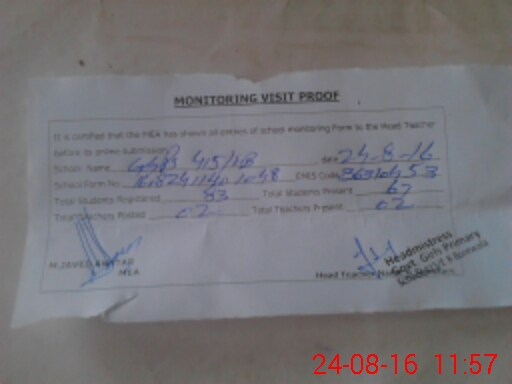 MONITORING VISIT PROOF
It is certified that the MEA has shown all entries of school monitoring Form to the Head Teacher
Before its online submission
School Name GGPS 415/EB date 24-8-16
School Form No. EMIS Code
Total Students Registered 83 Total Students Present 67
Total Teachers Posted 02 Total Teachers Present 02
M.JAVED
MEA
Head Teacher
Headmistress
Govt. Girls Primary
School
24-08-16 11:57